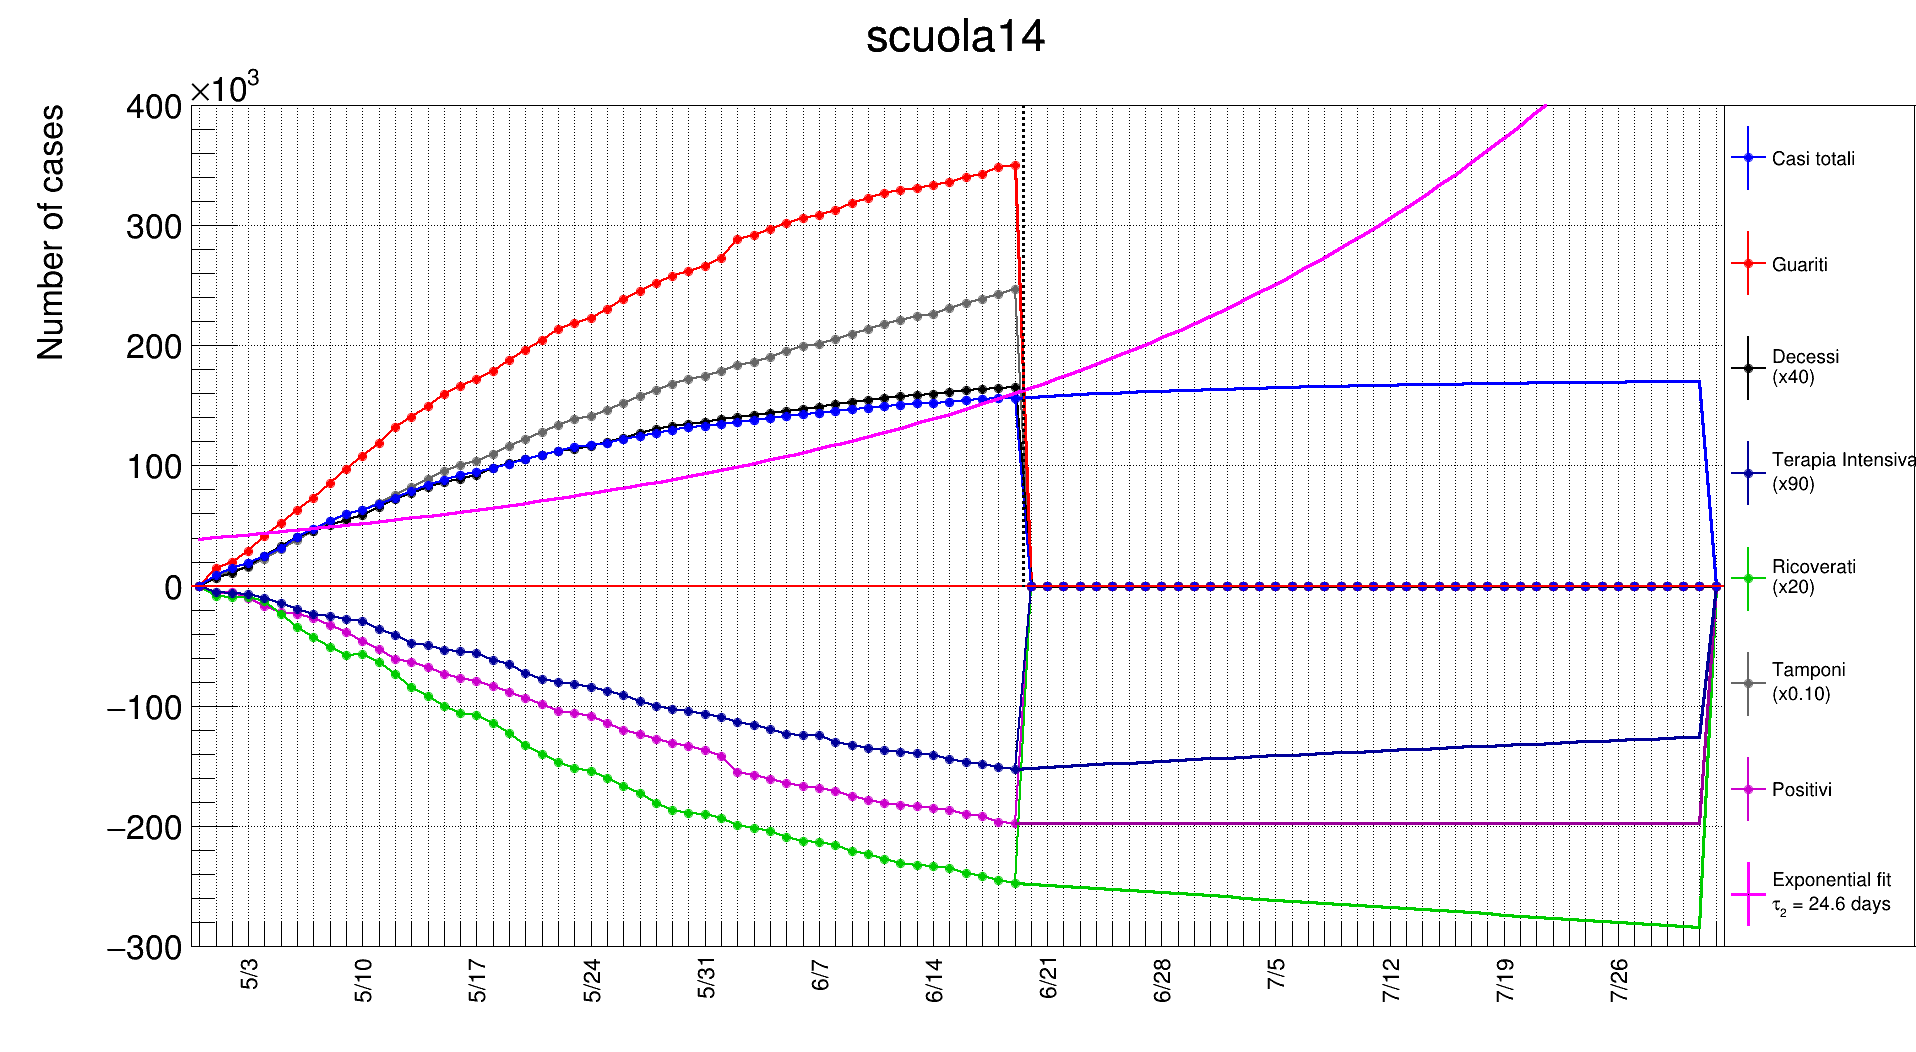 scuola14
×10³
Number of cases
400
300
200
100
0
−100
−200
−300
5/3
5/10
5/17
5/24
5/31
6/7
6/14
6/21
6/28
7/5
7/12
7/19
7/26
Casi totali
Guariti
Decessi
(x40)
Terapia Intensiva
(x90)
Ricoverati
(x20)
Tamponi
(x0.10)
Positivi
Exponential fit
τ₂ = 24.6 days